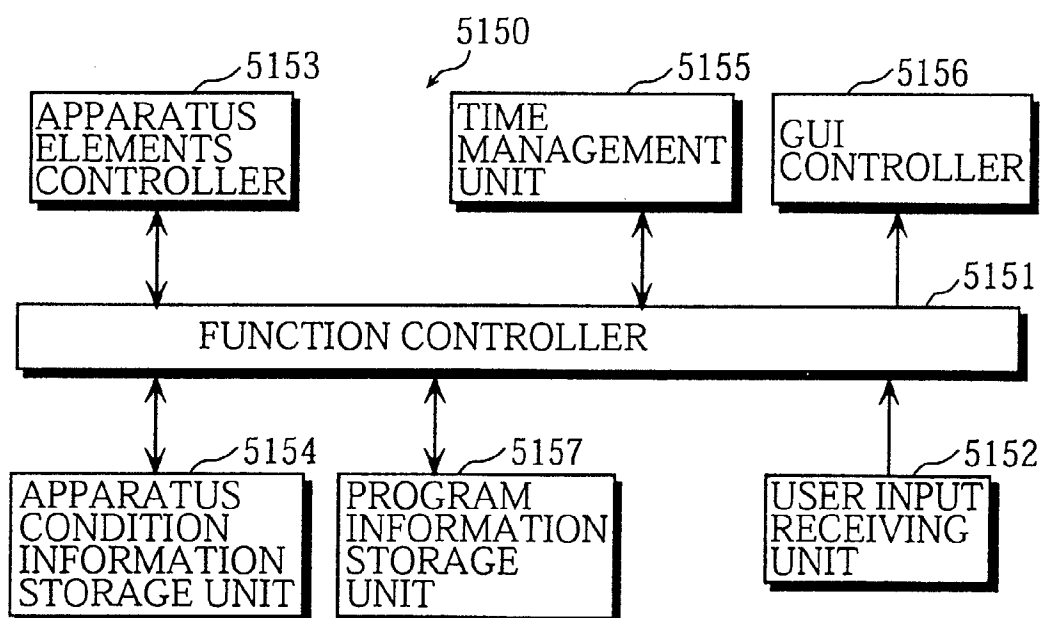 5150
5153
APPARATUS
ELEMENTS
CONTROLLER
5155
TIME
MANAGEMENT
UNIT
5156
GUI
CONTROLLER
5151
FUNCTION CONTROLLER
5154
APPARATUS
CONDITION
INFORMATION
STORAGE UNIT
5157
PROGRAM
INFORMATION
STORAGE
UNIT
5152
USER INPUT
RECEIVING
UNIT